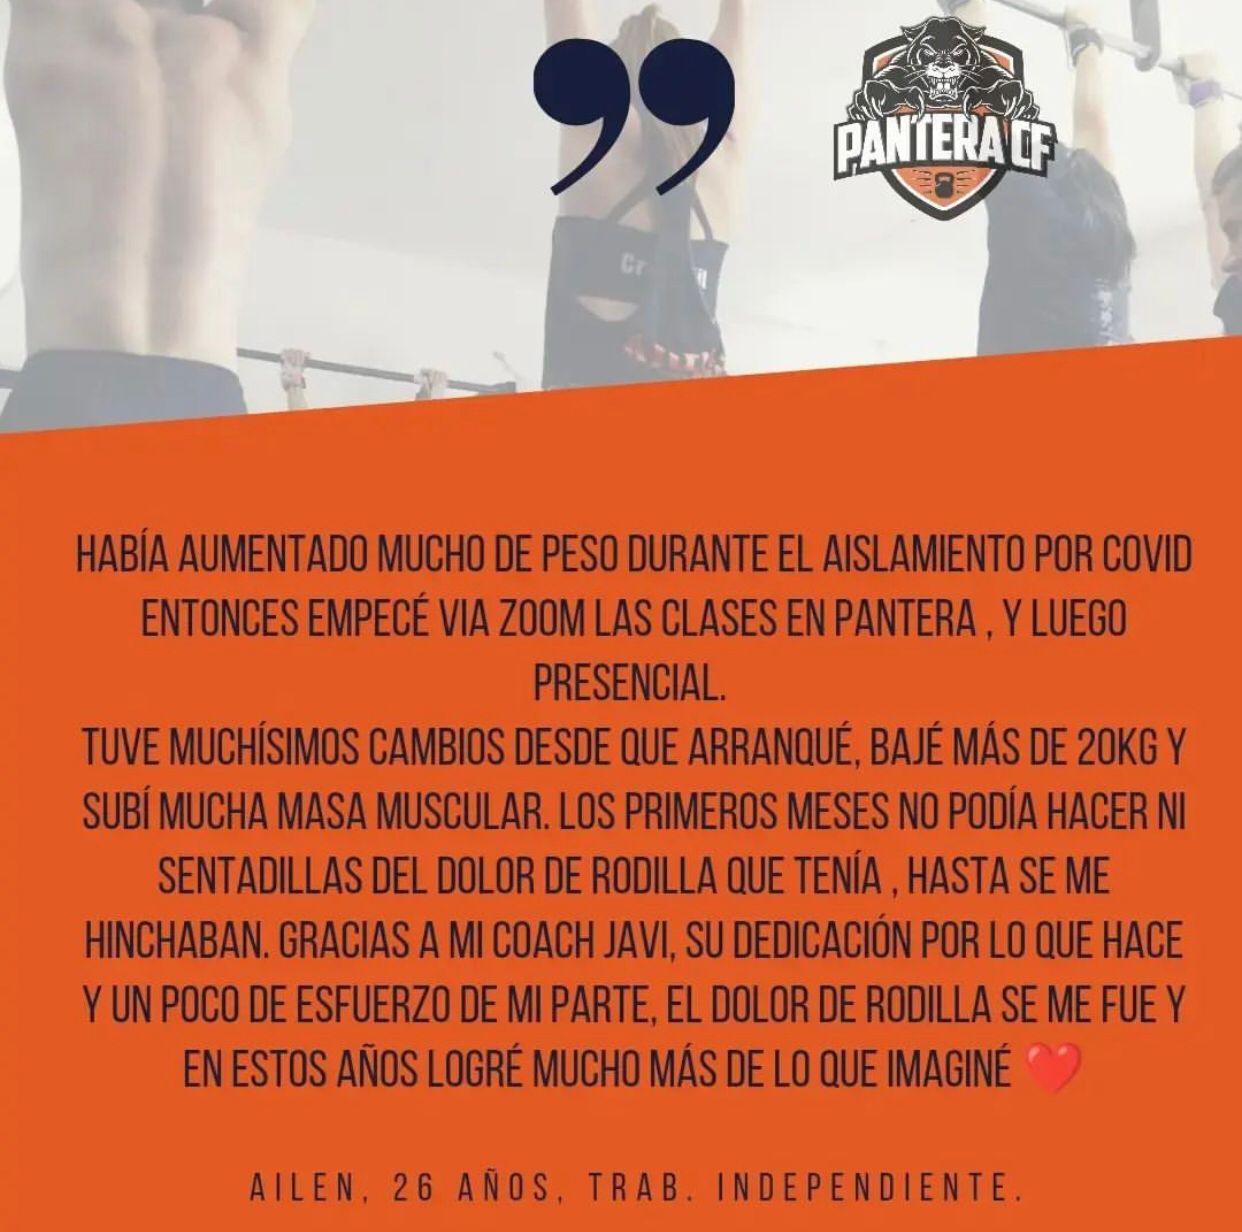 ”
PANTERA CF
HABÍA AUMENTADO MUCHO DE PESO DURANTE EL AISLAMIENTO POR COVID
ENTONCES EMPECÉ VIA ZOOM LAS CLASES EN PANTERA , Y LUEGO
PRESENCIAL.
TUVE MUCHÍSIMOS CAMBIOS DESDE QUE ARRANQUÉ, BAJÉ MÁS DE 20KG Y
SUBÍ MUCHA MASA MUSCULAR. LOS PRIMEROS MESES NO PODÍA HACER NI
SENTADILLAS DEL DOLOR DE RODILLA QUE TENÍA , HASTA SE ME
HINCHABAN. GRACIAS A MI COACH JAVI, SU DEDICACIÓN POR LO QUE HACE
Y UN POCO DE ESFUERZO DE MI PARTE, EL DOLOR DE RODILLA SE ME FUE Y
EN ESTOS AÑOS LOGRÉ MUCHO MÁS DE LO QUE IMAGINÉ ❤️
AILEN, 26 AÑOS, TRAB. INDEPENDIENTE.